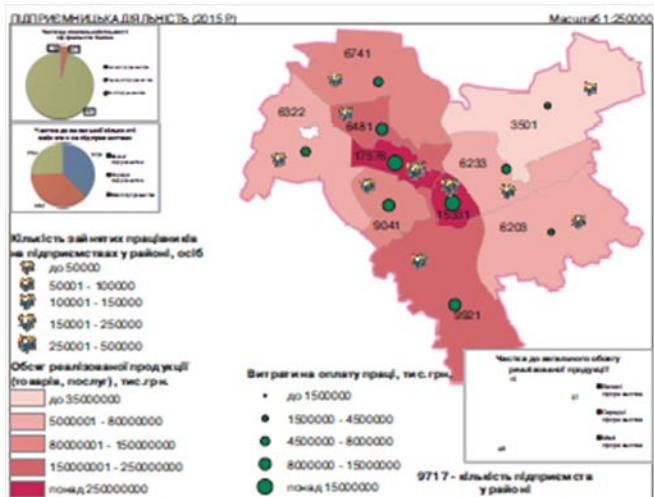 ПІДПРИЄМНИЦЬКА ДІЯЛЬНІСТЬ (2015 Р)
Масштаб 1:250000
6741
6322
6481
3501
17576
6233
15331
9041
6203
9921
Кількість зайнятих працівників
на підприємствах у районі, осіб
до 50000
50001 - 100000
100001 - 150000
150001 - 250000
250001 - 500000
Обсяг реалізованої продукції
(товарів, послуг), тис.грн.
до 35000000
5000001 - 80000000
80000001 - 150000000
150000001 - 250000000
понад 250000000
Витрати на оплату праці, тис.грн.
до 1500000
1500000 - 4500000
4500000 - 8000000
8000000 - 15000000
понад 15000000
Частка до загального обсягу
реалізованої продукції
9717 - кількість підприємств
у районі